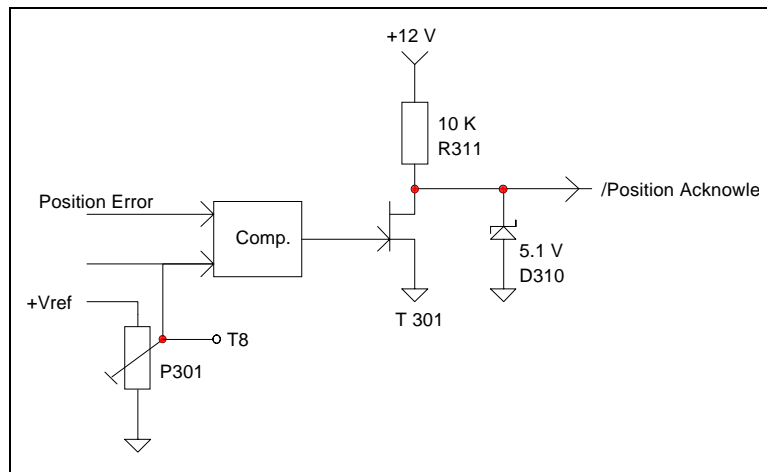 +12 V
10 K
R311
/Position Acknowle
Position Error
Comp.
5.1 V
D310
+Vref
T 301
T8
P301